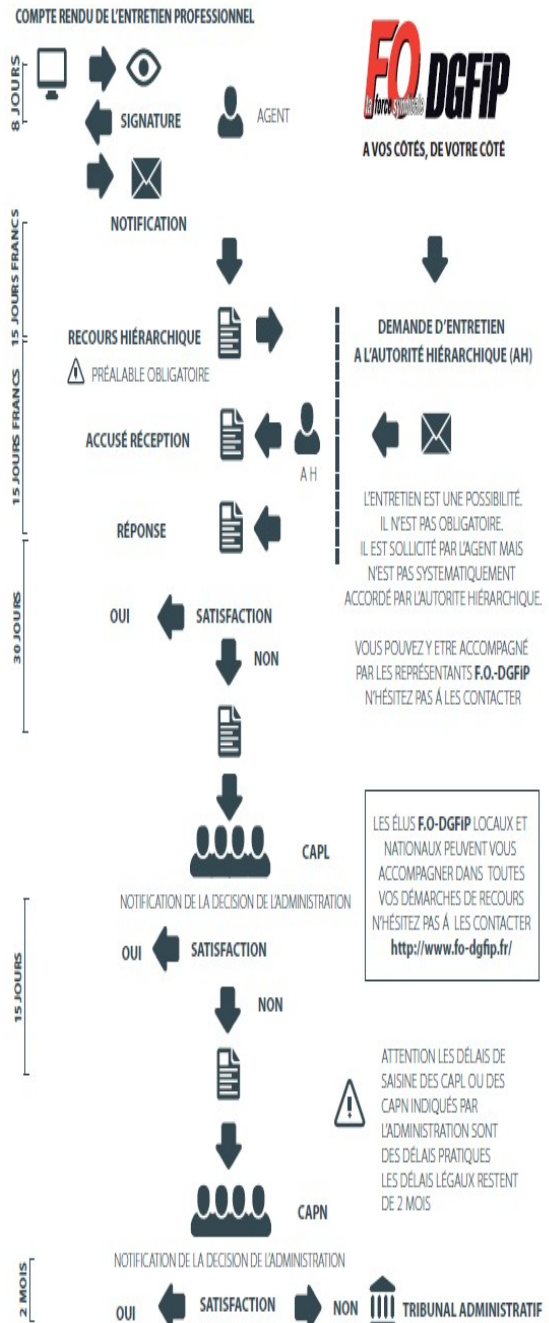 COMPTE RENDU DE L'ENTRETIEN PROFESSIONNEL
8 JOURS
SIGNATURE
AGENT
NOTIFICATION
FO
la force syndicale
DGFiP
A VOS CÔTÉS, DE VOTRE CÔTÉ
15 JOURS FRANCS
RECOURS HIÉRARCHIQUE
PRÉALABLE OBLIGATOIRE
DEMANDE D'ENTRETIEN
A L'AUTORITÉ HIÉRARCHIQUE (AH)
15 JOURS FRANCS
ACCUSÉ RÉCEPTION
A H
RÉPONSE
L'ENTRETIEN EST UNE POSSIBILITÉ.
IL N'EST PAS OBLIGATOIRE.
IL EST SOLLICITÉ PAR L'AGENT MAIS
N'EST PAS SYSTEMATIQUEMENT
ACCORDÉ PAR L'AUTORITE HIÉRARCHIQUE.
30 JOURS
OUI
SATISFACTION
NON
VOUS POUVEZ Y ETRE ACCOMPAGNÉ
PAR LES REPRÉSENTANTS F.O.-DGFiP
N'HÉSITEZ PAS Á LES CONTACTER
CAPL
NOTIFICATION DE LA DECISION DE L'ADMINISTRATION
LES ÉLUS F.O-DGFiP LOCAUX ET
NATIONAUX PEUVENT VOUS
ACCOMPAGNER DANS TOUTES
VOS DÉMARCHES DE RECOURS
N'HÉSITEZ PAS Á LES CONTACTER
http://www.fo-dgfip.fr/
15 JOURS
OUI
SATISFACTION
NON
ATTENTION LES DÉLAIS DE
SAISINE DES CAPL OU DES
CAPN INDIQUÉS PAR
L'ADMINISTRATION SONT
DES DÉLAIS PRATIQUES
LES DÉLAIS LÉGAUX RESTENT
DE 2 MOIS
CAPN
NOTIFICATION DE LA DECISION DE L'ADMINISTRATION
2 MOIS
OUI
SATISFACTION
NON
TRIBUNAL ADMINISTRATIF